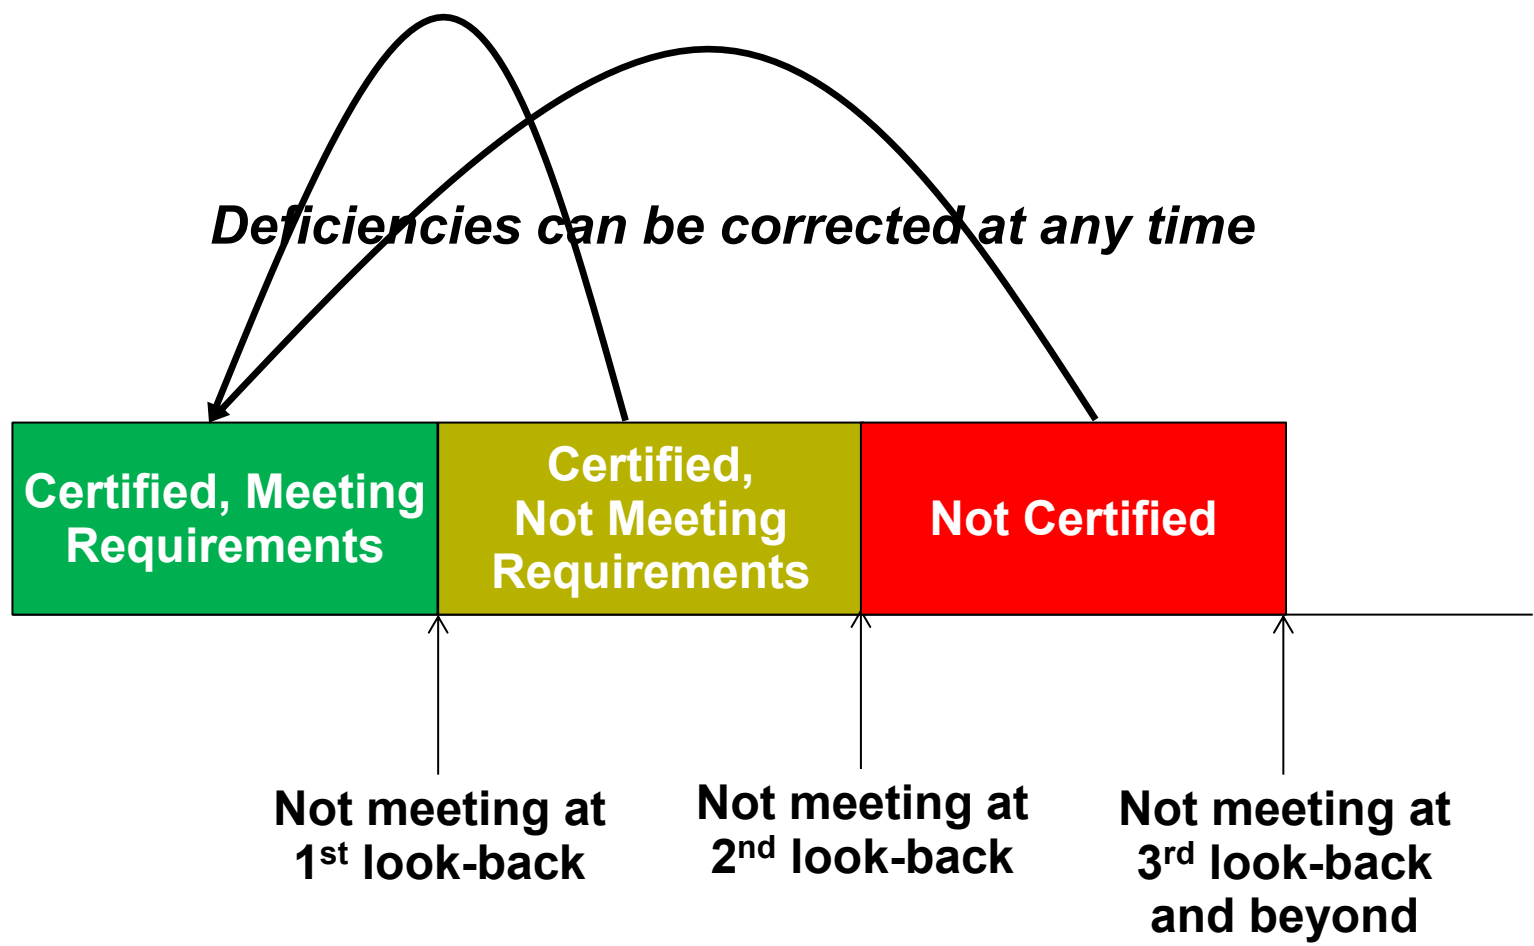 Deficiencies can be corrected at any time
Certified, Meeting
Requirements
Certified,
Not Meeting
Requirements
Not Certified
Not meeting at
1st look-back
Not meeting at
2nd look-back
Not meeting at
3rd look-back
and beyond